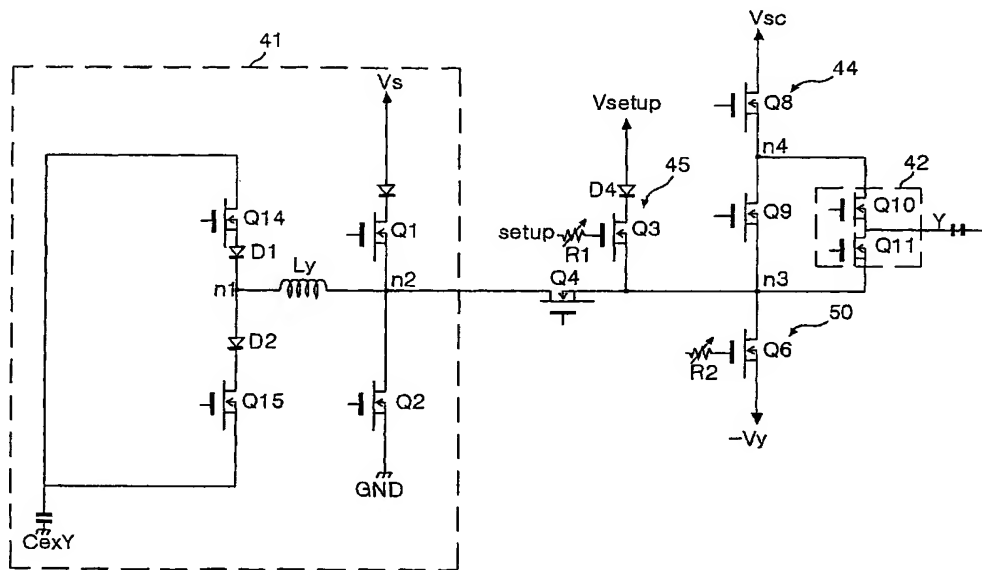 41
Vsc
Vs
44
Q8
Vsetup
n4
45
42
D4
Q14
Q1
setup
R1
Q3
Q9
Q10
Y
Q11
D1
n1
Ly
n2
Q4
n3
D2
50
R2
Q6
Q15
Q2
-Vy
GND
CexY